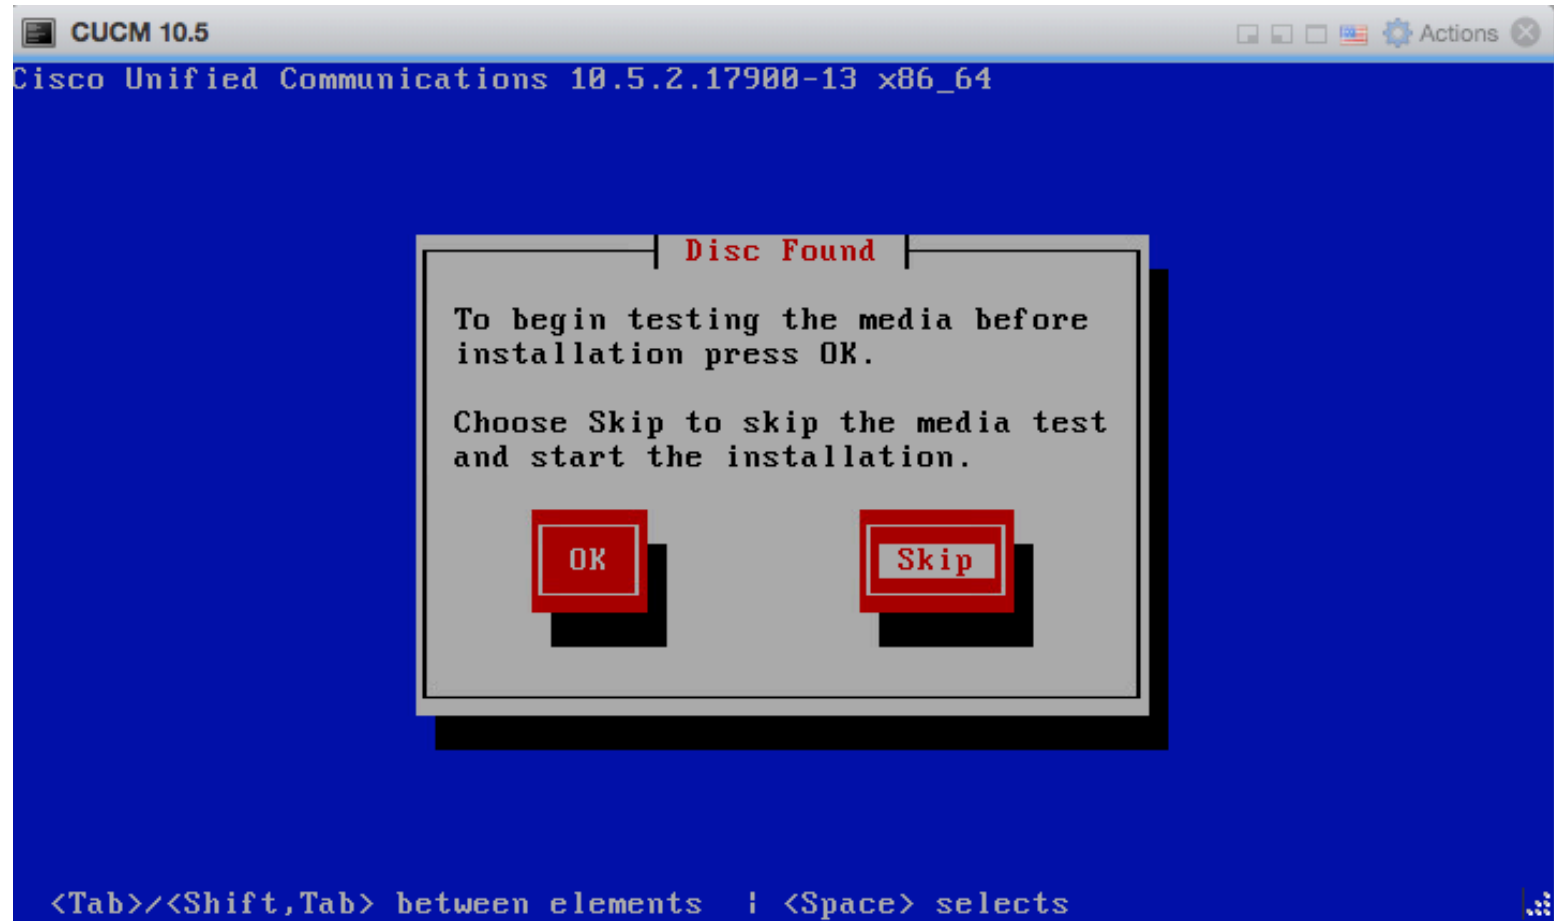 CUCM 10.5
Actions
Cisco Unified Communications 10.5.2.17900-13 x86_64
Disc Found
To begin testing the media before
installation press OK.
Choose Skip to skip the media test
and start the installation.
OK
Skip
<Tab>/<Shift,Tab> between elements | <Space> selects